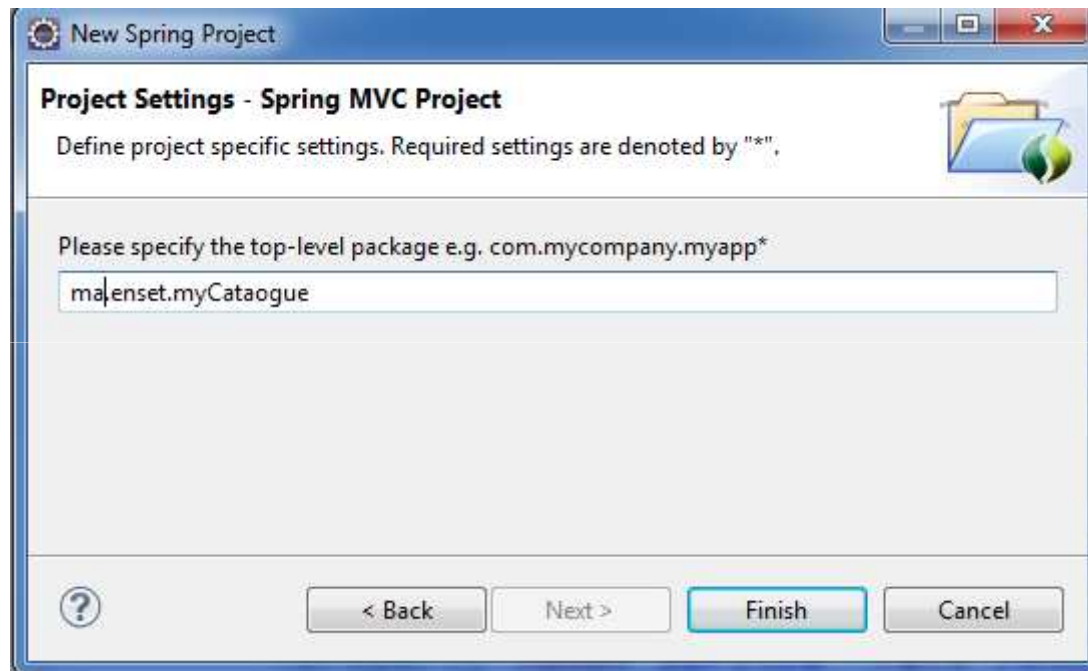 New Spring Project
Project Settings - Spring MVC Project
Define project specific settings. Required settings are denoted by "*".
Please specify the top-level package e.g. com.mycompany.myapp*
ma.enset.myCataogue
?
< Back Next > Finish Cancel